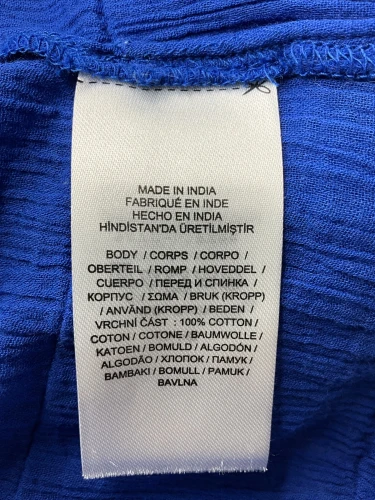 MADE IN INDIA
FABRIQUÉ EN INDE
HECHO EN INDIA
HİNDİSTAN'DA ÜRETİLMİŞTİR
BODY / CORPS / CORPO /
OBERTEIL / ROMP / HOVEDDEL /
CUERPO / ПЕРЕД И СПИНКА /
КОРПУС / ΣΩΜΑ / BRUK (KROPP)
/ ANVÄND (KROPP) / BEDEN /
VRCHNÍ ČÁST : 100% COTTON /
COTON / COTONE / BAUMWOLLE /
KATOEN / BOMULD / ALGODÓN /
ALGODÃO / ХЛОПОК / ПАМУК /
BAMBAKI / BOMULL / PAMUK /
BAVLNA